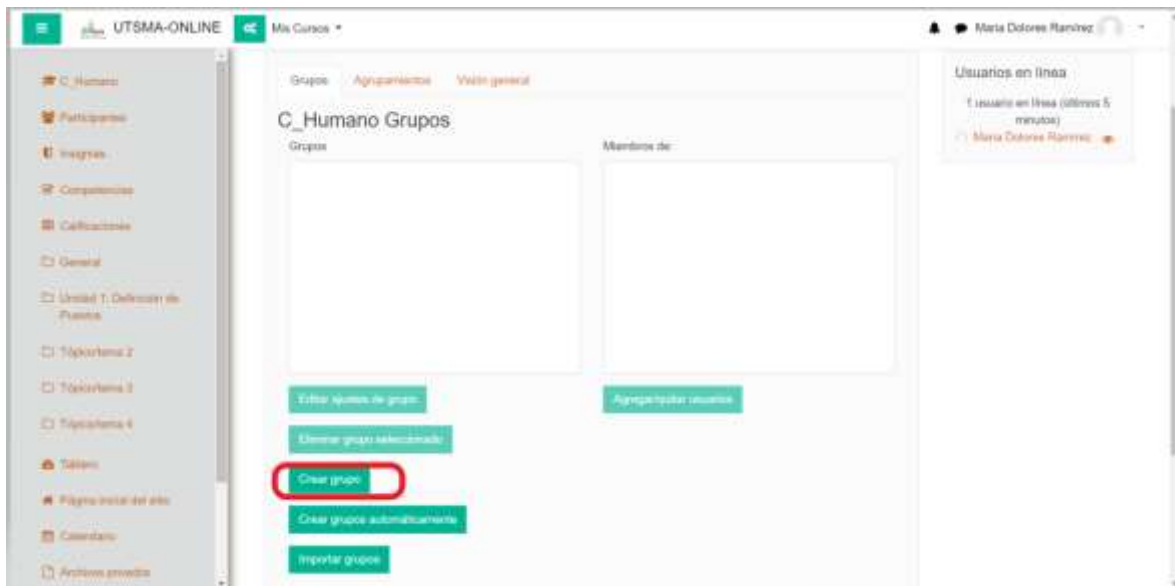 UTSMA-ONLINE
Mis Cursos
Maria Dolores Ramírez
C_Humano
Participantes
Insignias
Competencias
Calificaciones
General
Unidad 1: Definición de
Puestos
Tópico/tema 2
Tópico/tema 3
Tópico/tema 4
Tablero
Página inicial del sitio
Calendario
Archivos privados
Grupos
Agrupamientos
Visión general
C_Humano Grupos
Grupos
Miembros de:
Editar ajustes de grupo
Agregar/quitar usuarios
Eliminar grupo seleccionado
Crear grupo
Crear grupos automáticamente
Importar grupos
Usuarios en línea
1 usuario en línea (últimos 5
minutos)
Maria Dolores Ramírez